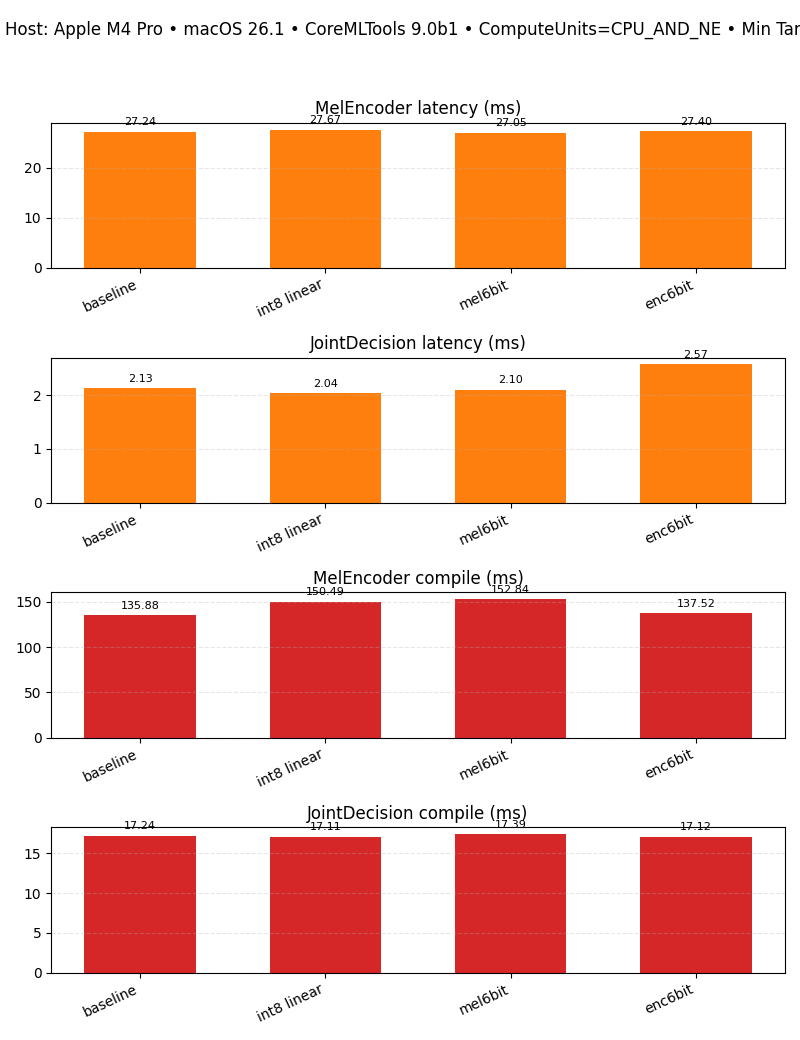 Host: Apple M4 Pro • macOS 26.1 • CoreMLTools 9.0b1 • ComputeUnits=CPU_AND_NE • Min Tar
MelEncoder latency (ms)
27.24 27.67 27.05 27.40
20
10
0
baseline int8 linear mel6bit enc6bit
JointDecision latency (ms)
2.13 2.04 2.10 2.57
2
1
0
baseline int8 linear mel6bit enc6bit
MelEncoder compile (ms)
135.88 150.49 152.84 137.52
150
100
50
0
baseline int8 linear mel6bit enc6bit
JointDecision compile (ms)
17.24 17.11 17.39 17.12
15
10
5
0
baseline int8 linear mel6bit enc6bit